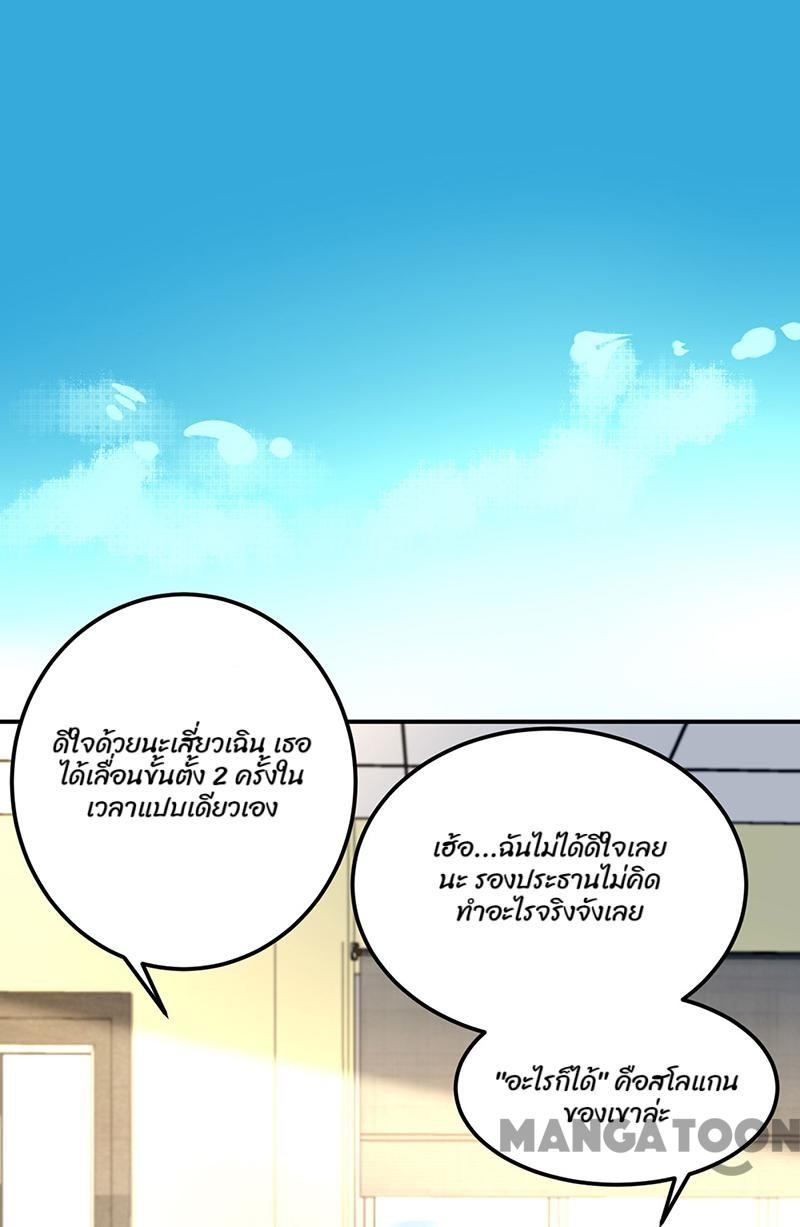 ดีใจด้วยนะเสี่ยวเฉิน เธอ
ได้เลื่อนขั้นตั้ง 2 ครั้งใน
เวลาแปบเดียวเอง
เฮ้อ...ฉันไม่ได้ดีใจเลย
นะ รองประธานไม่คิด
ทำอะไรจริงจังเลย
"อะไรก็ได้" คือสโลแกน
ของเขาล่ะ
MANGATOON